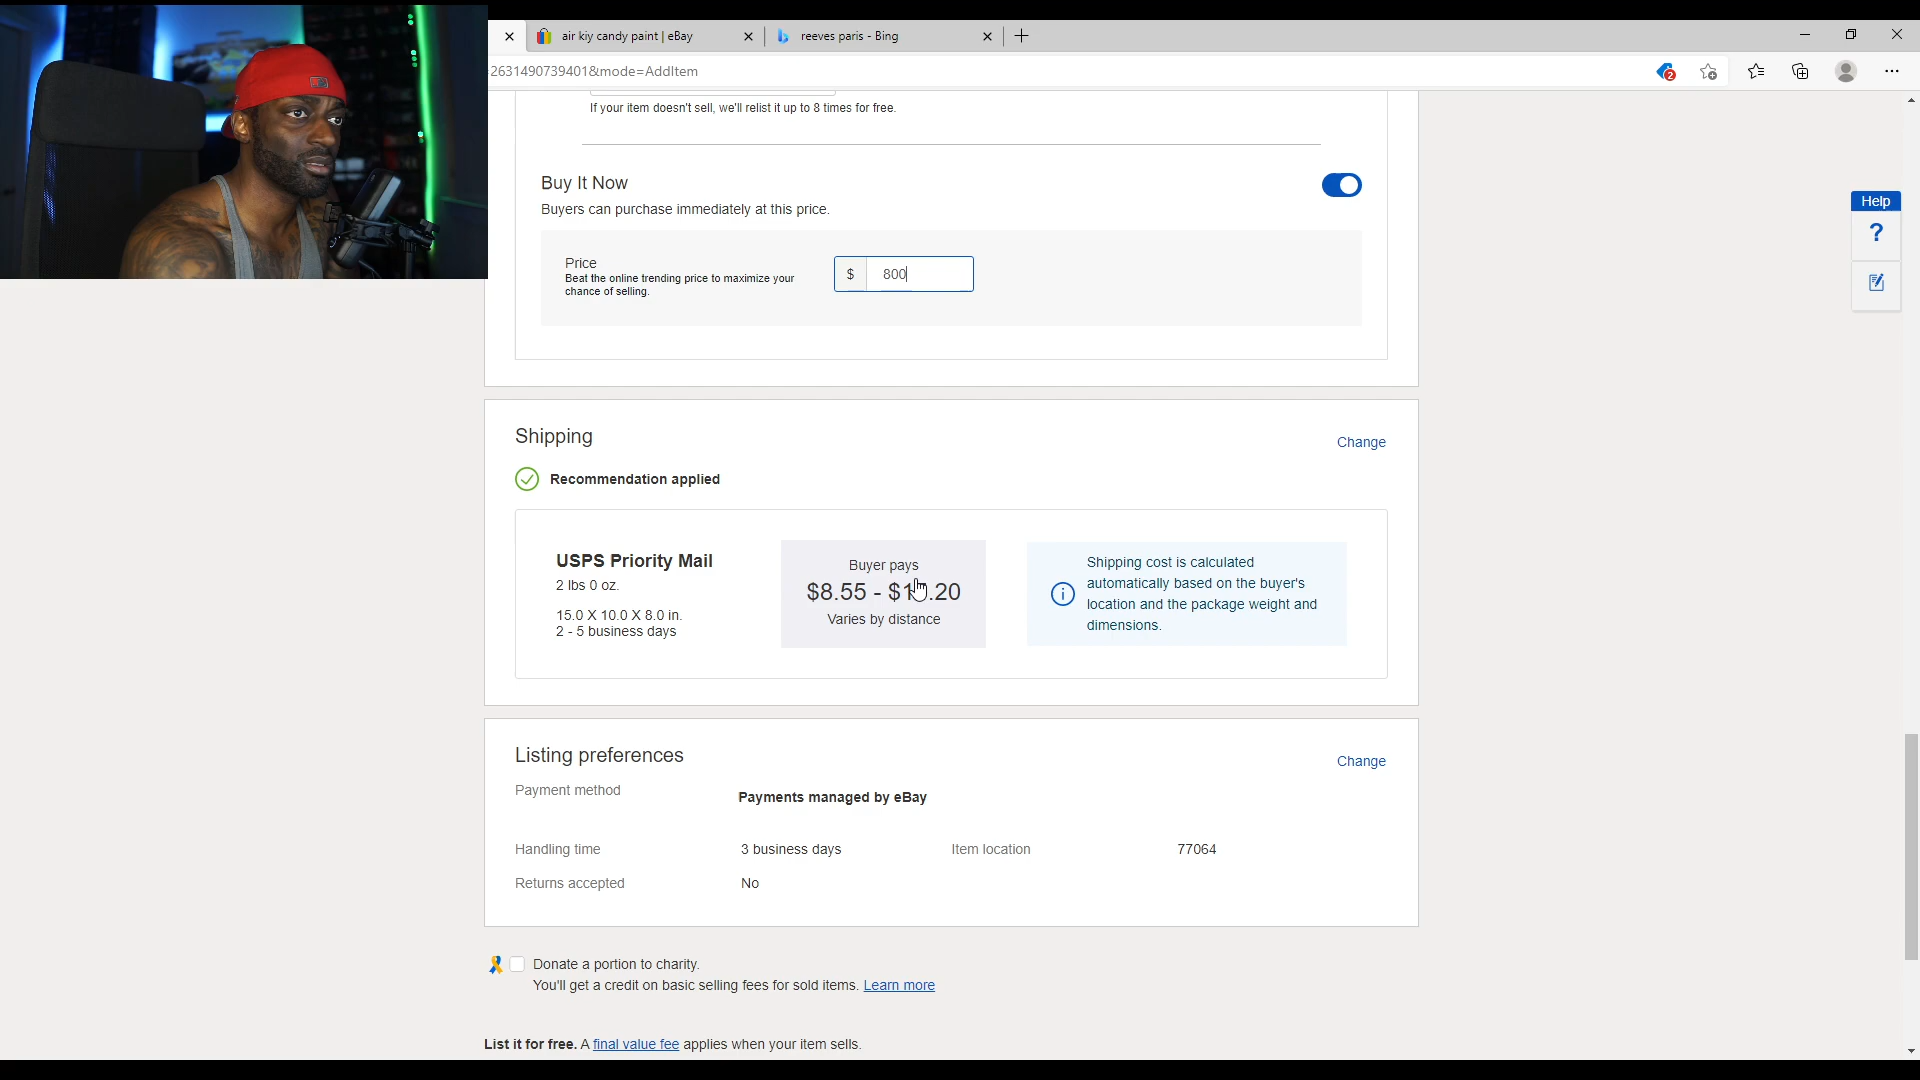 air kiy candy paint | eBay
reeves paris - Bing
2631490739401&mode=AddItem
2
If your item doesn't sell, we'll relist it up to 8 times for free.
Buy It Now
Buyers can purchase immediately at this price.
Help
?
Price
Beat the online trending price to maximize your
chance of selling.
$ 800
Shipping
Change
Recommendation applied
USPS Priority Mail
2 lbs 0 oz.
15.0 X 10.0 X 8.0 in.
2 - 5 business days
Buyer pays
$8.55 -
Varies by distance
i
Shipping cost is calculated
automatically based on the buyer's
location and the package weight and
dimensions.
Listing preferences
Change
Payment method
Payments managed by eBay
Handling time
3 business days
Item location
77064
Returns accepted
No
Donate a portion to charity.
You'll get a credit on basic selling fees for sold items. Learn more
List it for free. A final value fee applies when your item sells.